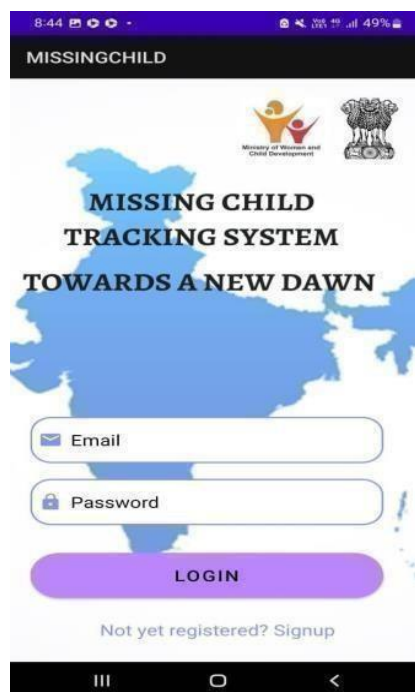 8:44
49%
MISSINGCHILD
Ministry of Women and
Child Development
MISSING CHILD
TRACKING SYSTEM
TOWARDS A NEW DAWN
Email
Password
LOGIN
Not yet registered? Signup